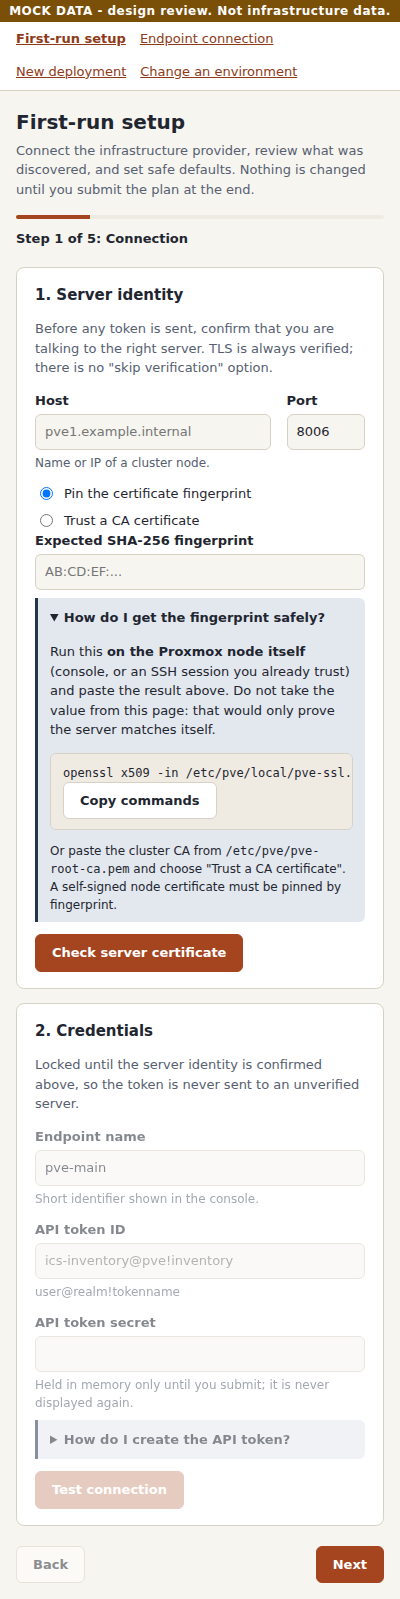 MOCK DATA - design review. Not infrastructure data.
First-run setup Endpoint connection
New deployment Change an environment
First-run setup
Connect the infrastructure provider, review what was
discovered, and set safe defaults. Nothing is changed
until you submit the plan at the end.
Step 1 of 5: Connection
1. Server identity
Before any token is sent, confirm that you are
talking to the right server. TLS is always verified;
there is no "skip verification" option.
Host Port
pve1.example.internal 8006
Name or IP of a cluster node.
Pin the certificate fingerprint
Trust a CA certificate
Expected SHA-256 fingerprint
AB:CD:EF:...
How do I get the fingerprint safely?
Run this on the Proxmox node itself
(console, or an SSH session you already trust)
and paste the result above. Do not take the
value from this page: that would only prove
the server matches itself.
openssl x509 -in /etc/pve/local/pve-ssl.
Copy commands
Or paste the cluster CA from /etc/pve/pve-
root-ca.pem and choose "Trust a CA certificate".
A self-signed node certificate must be pinned by
fingerprint.
Check server certificate
2. Credentials
Locked until the server identity is confirmed
above, so the token is never sent to an unverified
server.
Endpoint name
pve-main
Short identifier shown in the console.
API token ID
ics-inventory@pve!inventory
user@realm!tokenname
API token secret
Held in memory only until you submit; it is never
displayed again.
How do I create the API token?
Test connection
Back Next